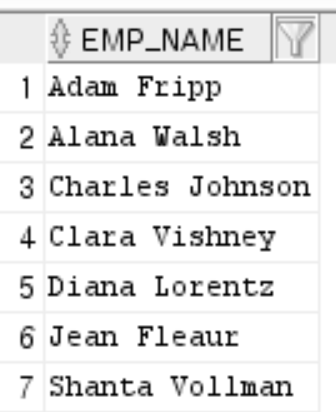 EMP_NAME
1 Adam Fripp
2 Alana Walsh
3 Charles Johnson
4 Clara Vishney
5 Diana Lorentz
6 Jean Fleaur
7 Shanta Vollman